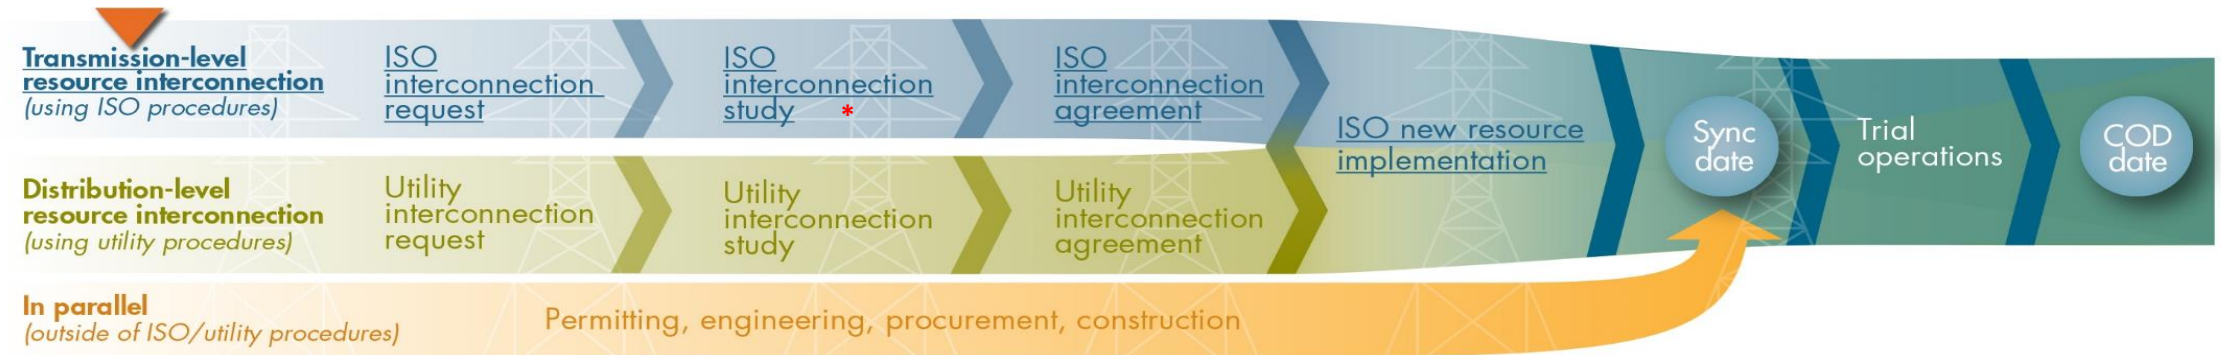 Transmission-level
resource interconnection
(using ISO procedures)
ISO
interconnection
request
ISO
interconnection
study *
ISO
interconnection
agreement
Distribution-level
resource interconnection
(using utility procedures)
Utility
interconnection
request
Utility
interconnection
study
Utility
interconnection
agreement
ISO new resource
implementation
Sync
date
Trial
operations
COD
date
In parallel
(outside of ISO/utility procedures)
Permitting, engineering, procurement, construction